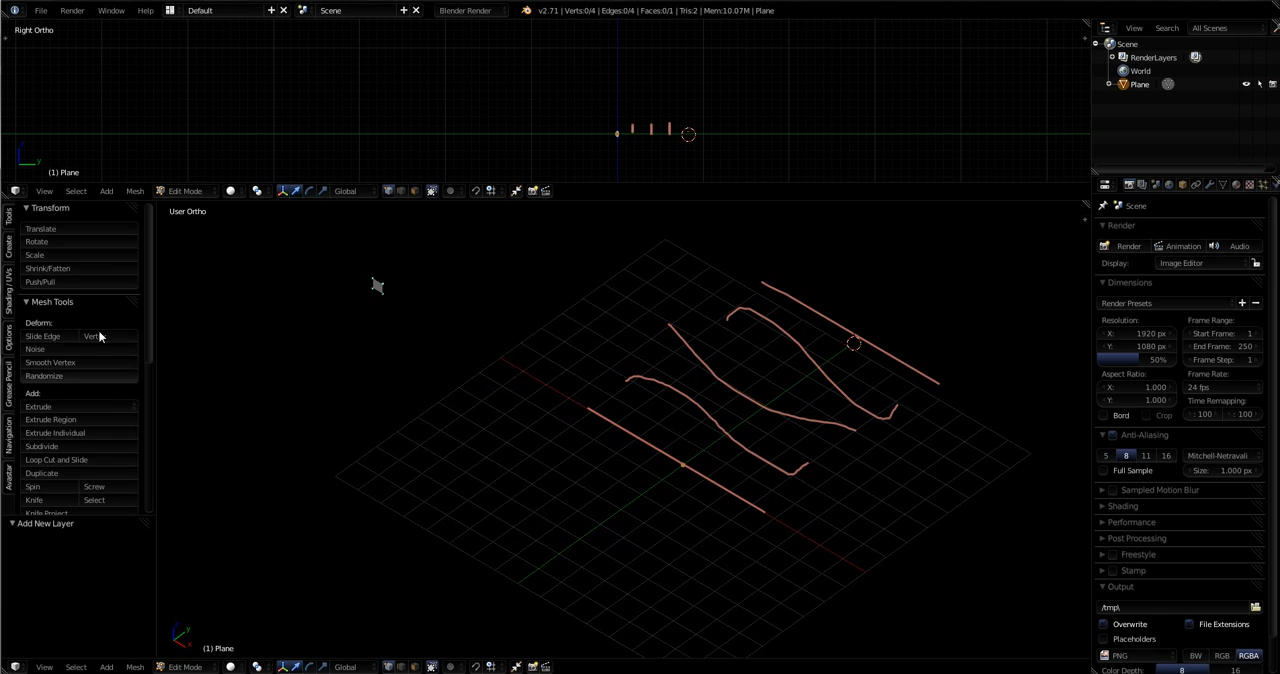 File Render Window Help Default Scene Blender Render v2.71 | Verts:0/4 | Edges:0/4 | Faces:0/1 | Tris:2 | Mem:10.07M | Plane
View Search All Scenes
Right Ortho
Scene
RenderLayers
World
Plane
y
(1) Plane
View Select Add Mesh Edit Mode Global
Tools
Create
Shading / UVs
Options
Grease Pencil
Navigation
Avastar
Transform
Translate
Rotate
Scale
Shrink/Fatten
Push/Pull
Mesh Tools
Deform:
Slide Edge Vert
Noise
Smooth Vertex
Randomize
Add:
Extrude
Extrude Region
Extrude Individual
Subdivide
Loop Cut and Slide
Duplicate
Spin Screw
Knife Select
Knife Project
Add New Layer
User Ortho
y
x
(1) Plane
View Select Add Mesh Edit Mode Global
Scene
Render
Render Animation Audio
Display: Image Editor
Dimensions
Render Presets
Resolution: Frame Range:
X: 1920 px Start Frame: 1
Y: 1080 px End Frame: 250
50% Frame Step: 1
Aspect Ratio: Frame Rate:
X: 1.000 24 fps
Y: 1.000 Time Remapping:
Bord Crop : 100 : 100
Anti-Aliasing
5 8 11 16 Mitchell-Netravali
Full Sample Size: 1.000 px
Sampled Motion Blur
Shading
Performance
Post Processing
Freestyle
Stamp
Output
/tmp\
Overwrite File Extensions
Placeholders
PNG BW RGB RGBA
Color Depth: 8 16